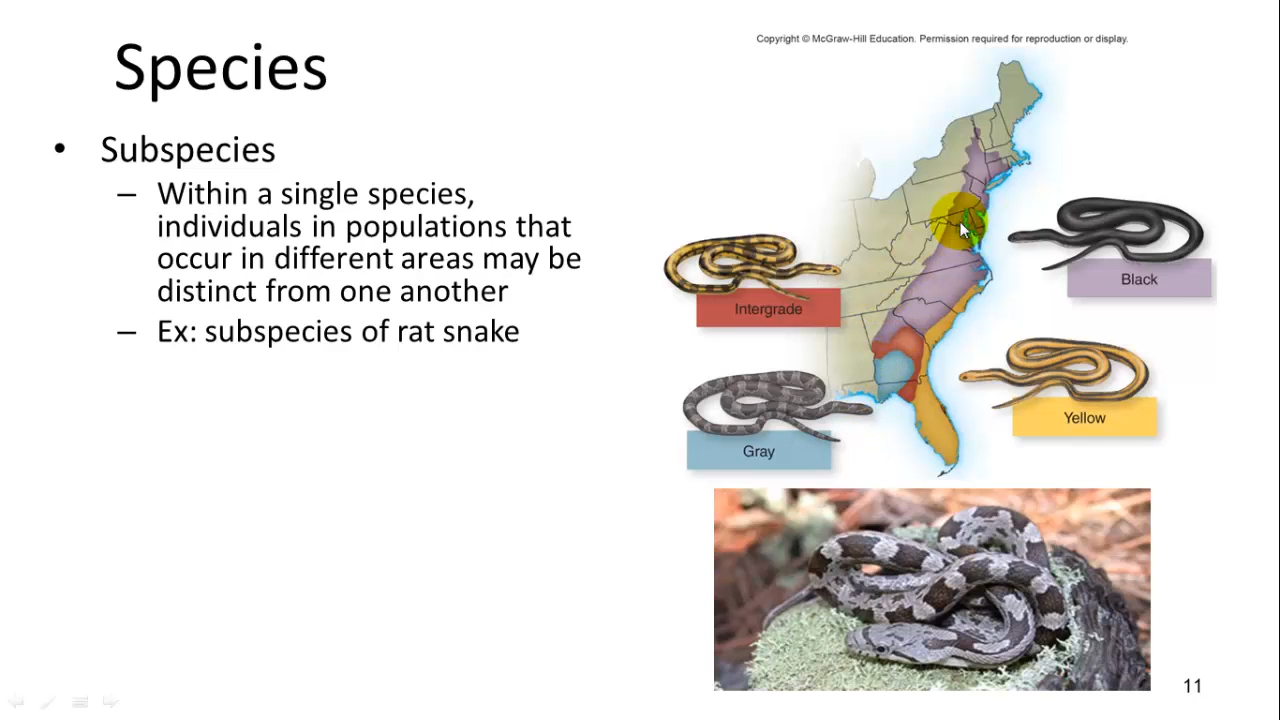 Species
Copyright © McGraw-Hill Education. Permission required for reproduction or display.
• Subspecies
– Within a single species,
individuals in populations that
occur in different areas may be
distinct from one another
– Ex: subspecies of rat snake
Black
Intergrade
Yellow
Gray
11